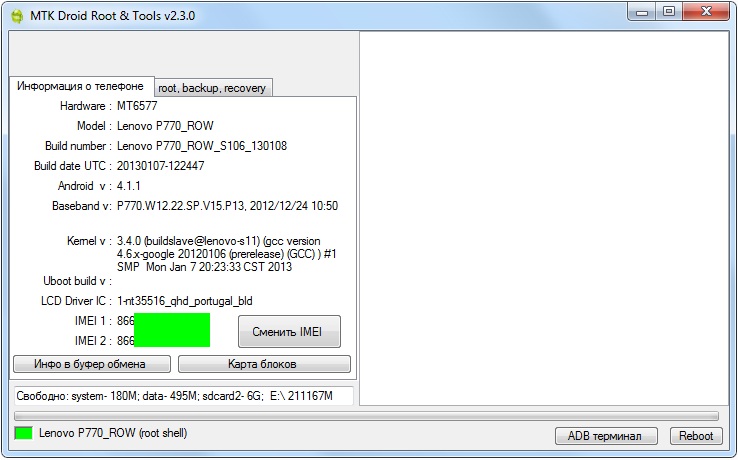 MTK Droid Root & Tools v2.3.0
Информация о телефоне
root, backup, recovery
Hardware : MT6577
Model : Lenovo P770_ROW
Build number : Lenovo P770_ROW_S106_130108
Build date UTC : 20130107-122447
Android v : 4.1.1
Baseband v: P770.W12.22.SP.V15.P13, 2012/12/24 10:50
Kernel v : 3.4.0 (buildslave@lenovo-s11) (gcc version
4.6.x-google 20120106 (prerelease) (GCC) ) #1
SMP Mon Jan 7 20:23:33 CST 2013
Uboot build v :
LCD Driver IC : 1-nt35516_qhd_portugal_bld
IMEI 1 : 866
IMEI 2 : 866
Сменить IMEI
Инфо в буфер обмена
Карта блоков
Свободно: system- 180M; data- 495M; sdcard2- 6G; E:\ 211167M
Lenovo P770_ROW (root shell)
ADB терминал
Reboot